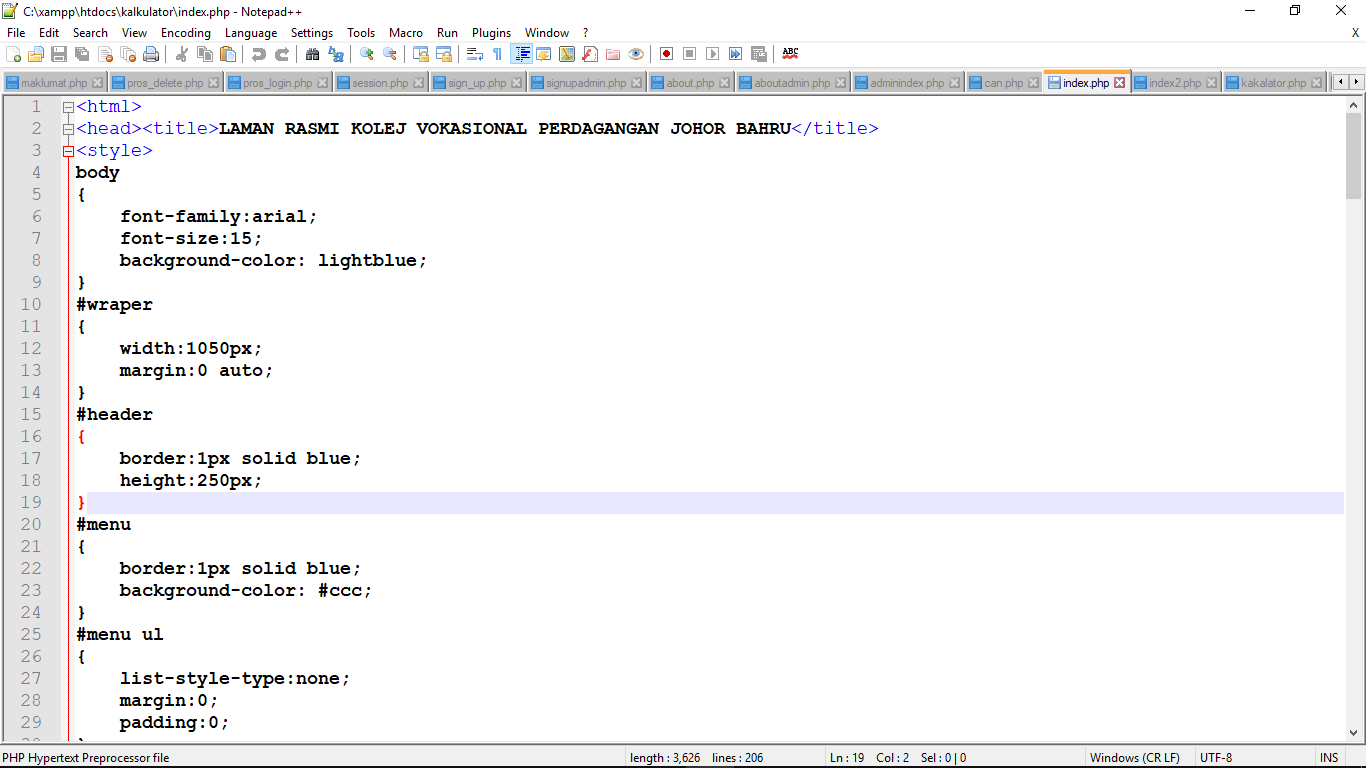 C:\xampp\htdocs\kalkulator\index.php - Notepad++
File Edit Search View Encoding Language Settings Tools Macro Run Plugins Window ? X
maklumat.php pros_delete.php pros_login.php session.php sign_up.php signupadmin.php about.php aboutadmin.php adminindex.php can.php index.php index2.php kakalator.php
1 <html>
2 <head><title>LAMAN RASMI KOLEJ VOKASIONAL PERDAGANGAN JOHOR BAHRU</title>
3 <style>
4 body
5 {
6 font-family:arial;
7 font-size:15;
8 background-color: lightblue;
9 }
10 #wraper
11 {
12 width:1050px;
13 margin:0 auto;
14 }
15 #header
16 {
17 border:1px solid blue;
18 height:250px;
19 }
20 #menu
21 {
22 border:1px solid blue;
23 background-color: #ccc;
24 }
25 #menu ul
26 {
27 list-style-type:none;
28 margin:0;
29 padding:0;
PHP Hypertext Preprocessor file length : 3,626 lines : 206 Ln : 19 Col : 2 Sel : 0 | 0 Windows (CR LF) UTF-8 INS